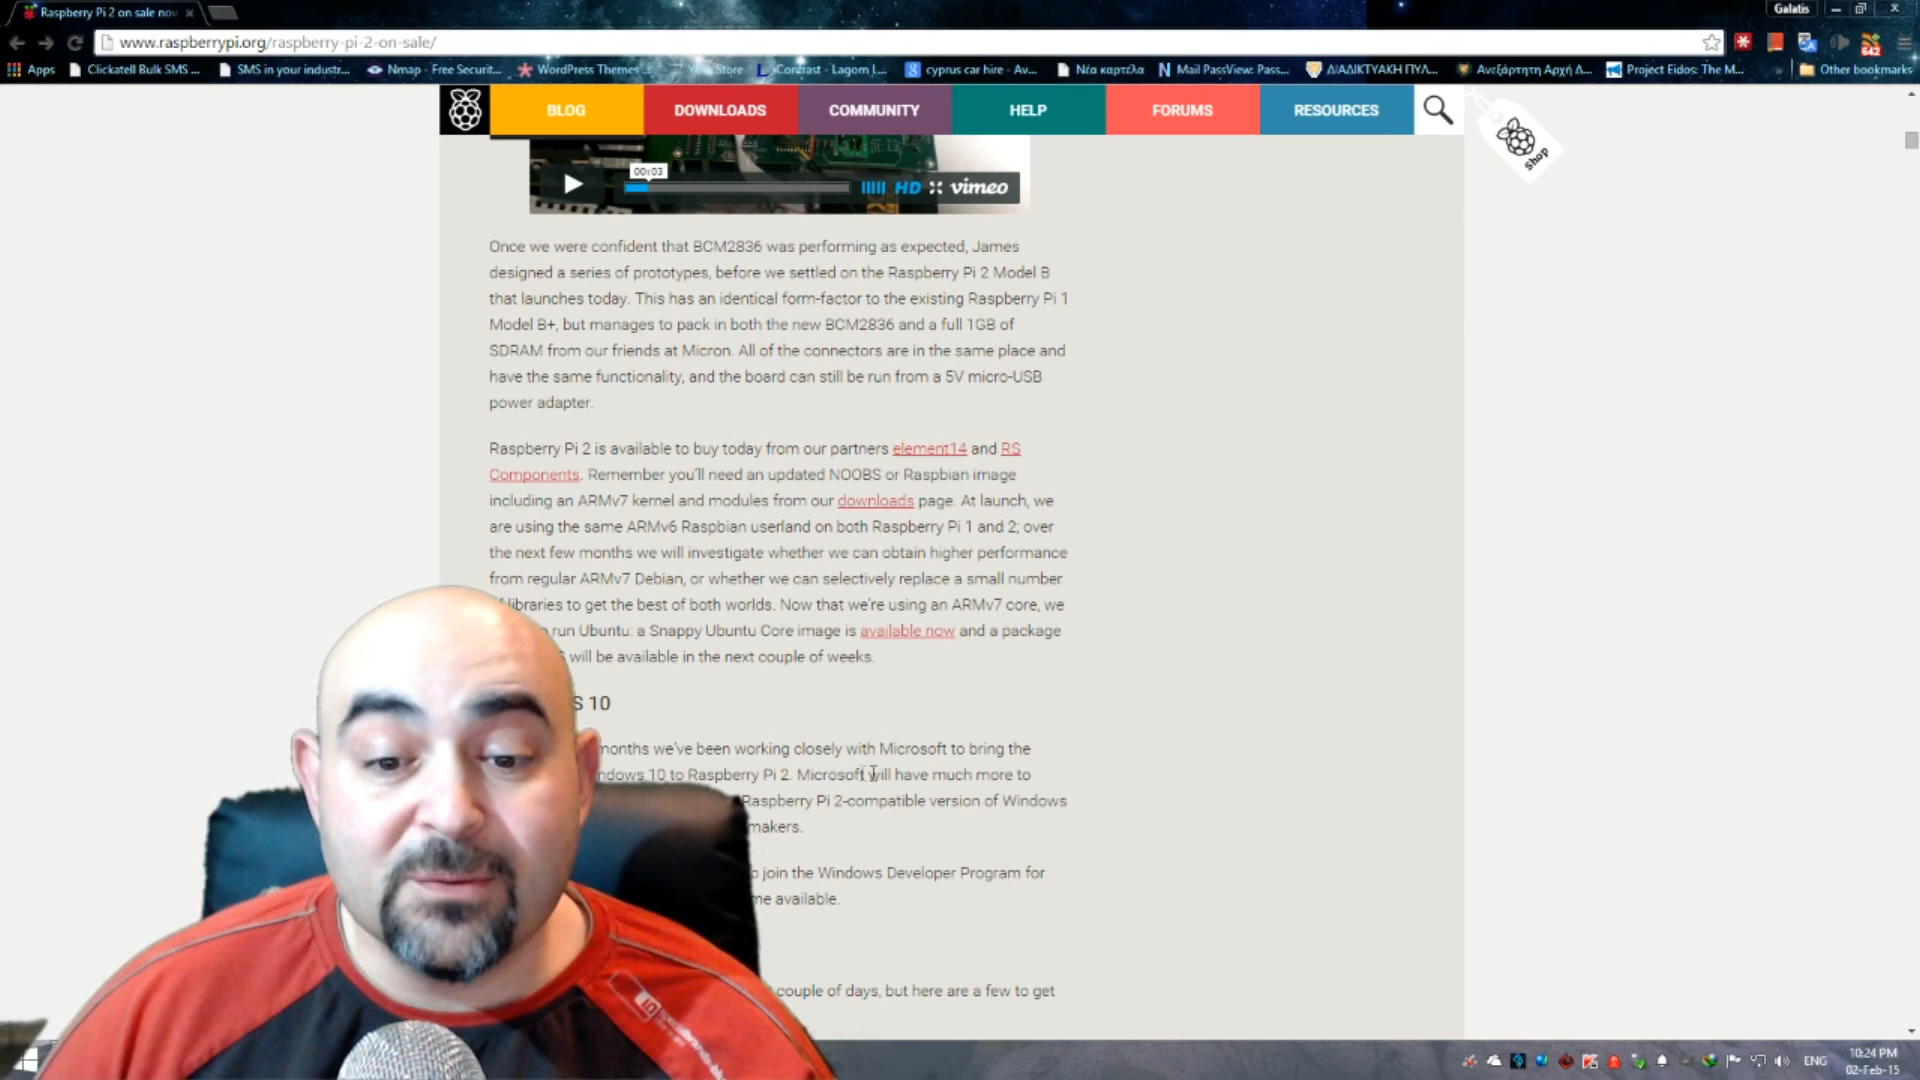 Raspberry Pi 2 on sale now
Galatis
www.raspberrypi.org/raspberry-pi-2-on-sale/
Apps
Clickatell Bulk SMS ...
SMS in your industr...
Nmap - Free Securit...
WordPress Themes ...
Store
Contrast - Lagom L...
cyprus car hire - Av...
Νέα καρτέλα
Mail PassView: Pass...
ΔΙΑΔΙΚΤΥΑΚΗ ΠΥΛ...
Ανεξάρτητη Αρχή Δ...
Project Eidos: The M...
Other bookmarks
642
BLOG
DOWNLOADS
COMMUNITY
HELP
FORUMS
RESOURCES
shop
00:03
HD vimeo
Once we were confident that BCM2836 was performing as expected, James
designed a series of prototypes, before we settled on the Raspberry Pi 2 Model B
that launches today. This has an identical form-factor to the existing Raspberry Pi 1
Model B+, but manages to pack in both the new BCM2836 and a full 1GB of
SDRAM from our friends at Micron. All of the connectors are in the same place and
have the same functionality, and the board can still be run from a 5V micro-USB
power adapter.
Raspberry Pi 2 is available to buy today from our partners element14 and RS
Components. Remember you'll need an updated NOOBS or Raspbian image
including an ARMv7 kernel and modules from our downloads page. At launch, we
are using the same ARMv6 Raspbian userland on both Raspberry Pi 1 and 2; over
the next few months we will investigate whether we can obtain higher performance
from regular ARMv7 Debian, or whether we can selectively replace a small number
libraries to get the best of both worlds. Now that we're using an ARMv7 core, we
run Ubuntu: a Snappy Ubuntu Core image is available now and a package
will be available in the next couple of weeks.
S 10
months we've been working closely with Microsoft to bring the
ndows 10 to Raspberry Pi 2. Microsoft will have much more to
Raspberry Pi 2-compatible version of Windows
makers.
join the Windows Developer Program for
me available.
couple of days, but here are a few to get
ENG
10:24 PM
02-Feb-15